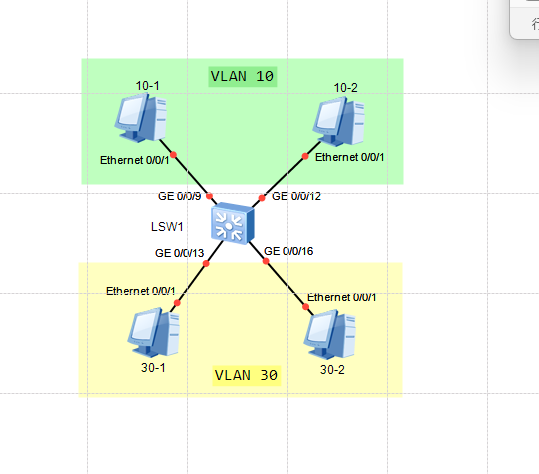 行
VLAN 10
10-1
10-2
Ethernet 0/0/1
Ethernet 0/0/1
GE 0/0/9
GE 0/0/12
LSW1
GE 0/0/13
GE 0/0/16
Ethernet 0/0/1
Ethernet 0/0/1
30-1
30-2
VLAN 30